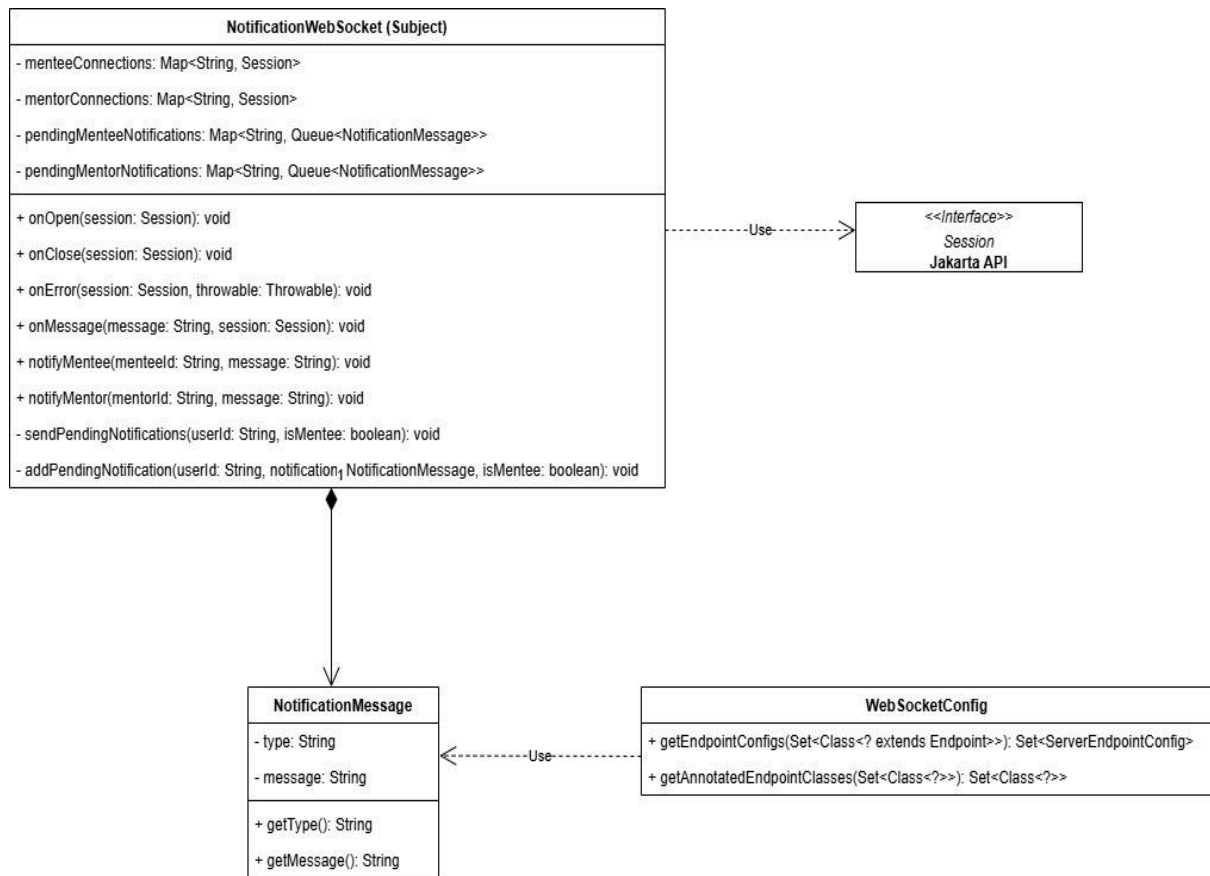 NotificationWebSocket (Subject)
- menteeConnections: Map<String, Session>
- mentorConnections: Map<String, Session>
- pendingMenteeNotifications: Map<String, Queue<NotificationMessage>>
- pendingMentorNotifications: Map<String, Queue<NotificationMessage>>
+ onOpen(session: Session): void
+ onClose(session: Session): void
+ onError(session: Session, throwable: Throwable): void
+ onMessage(message: String, session: Session): void
+ notifyMentee(menteeId: String, message: String): void
+ notifyMentor(mentorId: String, message: String): void
- sendPendingNotifications(userId: String, isMentee: boolean): void
- addPendingNotification(userId: String, notification: NotificationMessage, isMentee: boolean): void
1
Use
<<Interface>>
Session
Jakarta API
NotificationMessage
- type: String
- message: String
+ getType(): String
+ getMessage(): String
Use
WebSocketConfig
+ getEndpointConfigs(Set<Class<? extends Endpoint>>): Set<ServerEndpointConfig>
+ getAnnotatedEndpointClasses(Set<Class<?>>): Set<Class<?>>